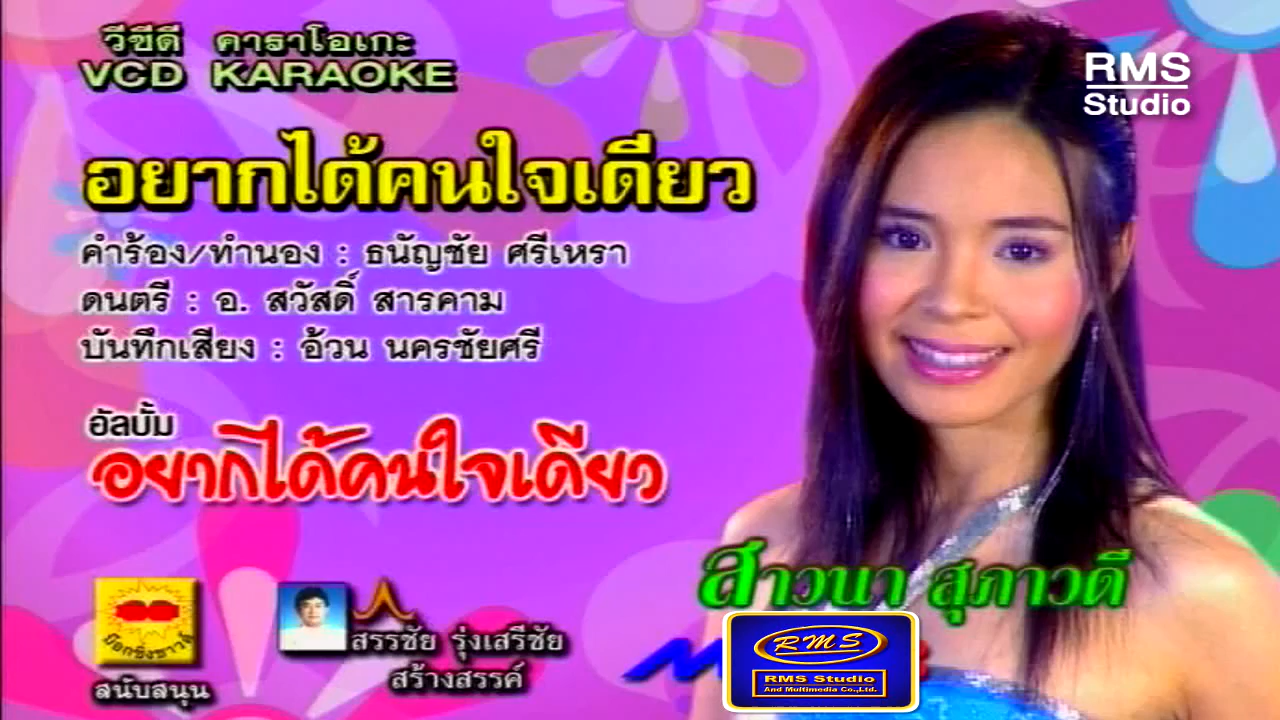 วีซีดี คาราโอเกะ
VCD KARAOKE
RMS
Studio
อยากได้คนใจเดียว
คำร้อง/ทำนอง : ธนัญชัย ศรีเหรา
ดนตรี : อ. สวัสดิ์ สารคาม
บันทึกเสียง : อ้วน นครชัยศรี
อัลบั้ม
อยากได้คนใจเดียว
สาวนา สุภาวดี
สนับสนุน
สรรชัย รุ่งเสรีชัย
สร้างสรรค์
RMS
RMS Studio
And Multimedia Co.,Ltd.